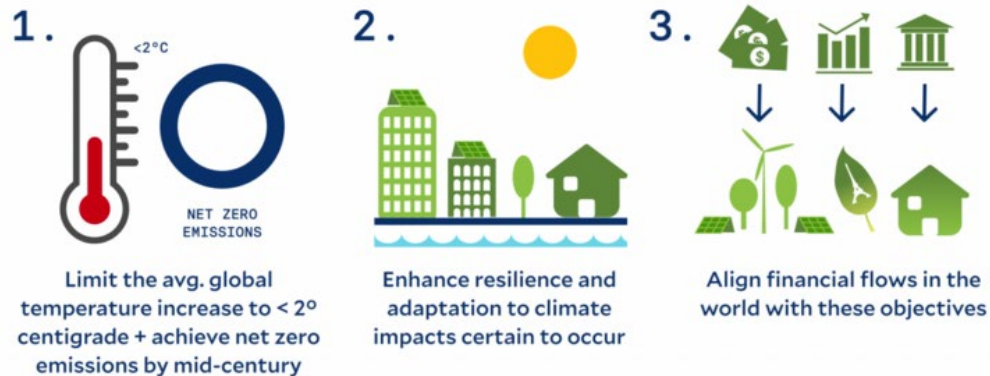 1.
<2°C
NET ZERO
EMISSIONS
Limit the avg. global
temperature increase to < 2º
centigrade + achieve net zero
emissions by mid-century
2.
Enhance resilience and
adaptation to climate
impacts certain to occur
3.
$
Align financial flows in the
world with these objectives